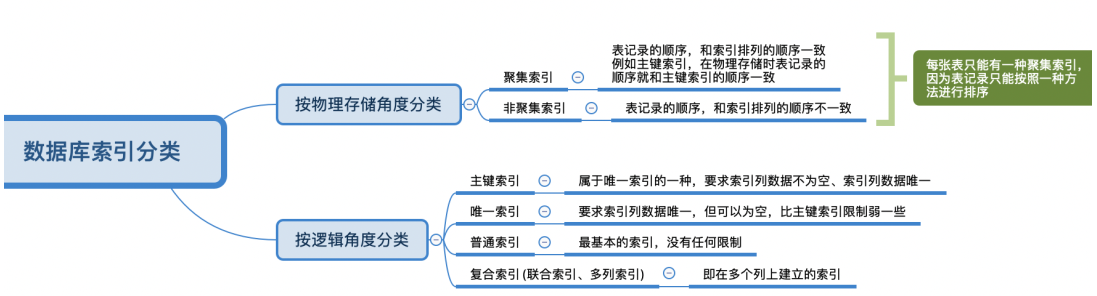 数据库索引分类
按物理存储角度分类
聚集索引
表记录的顺序，和索引排列的顺序一致
例如主键索引，在物理存储时表记录的
顺序就和主键索引的顺序一致
非聚集索引
表记录的顺序，和索引排列的顺序不一致
每张表只能有一种聚集索引，
因为表记录只能按照一种方
法进行排序
按逻辑角度分类
主键索引
属于唯一索引的一种，要求索引列数据不为空、索引列数据唯一
唯一索引
要求索引列数据唯一，但可以为空，比主键索引限制弱一些
普通索引
最基本的索引，没有任何限制
复合索引(联合索引、多列索引)
即在多个列上建立的索引